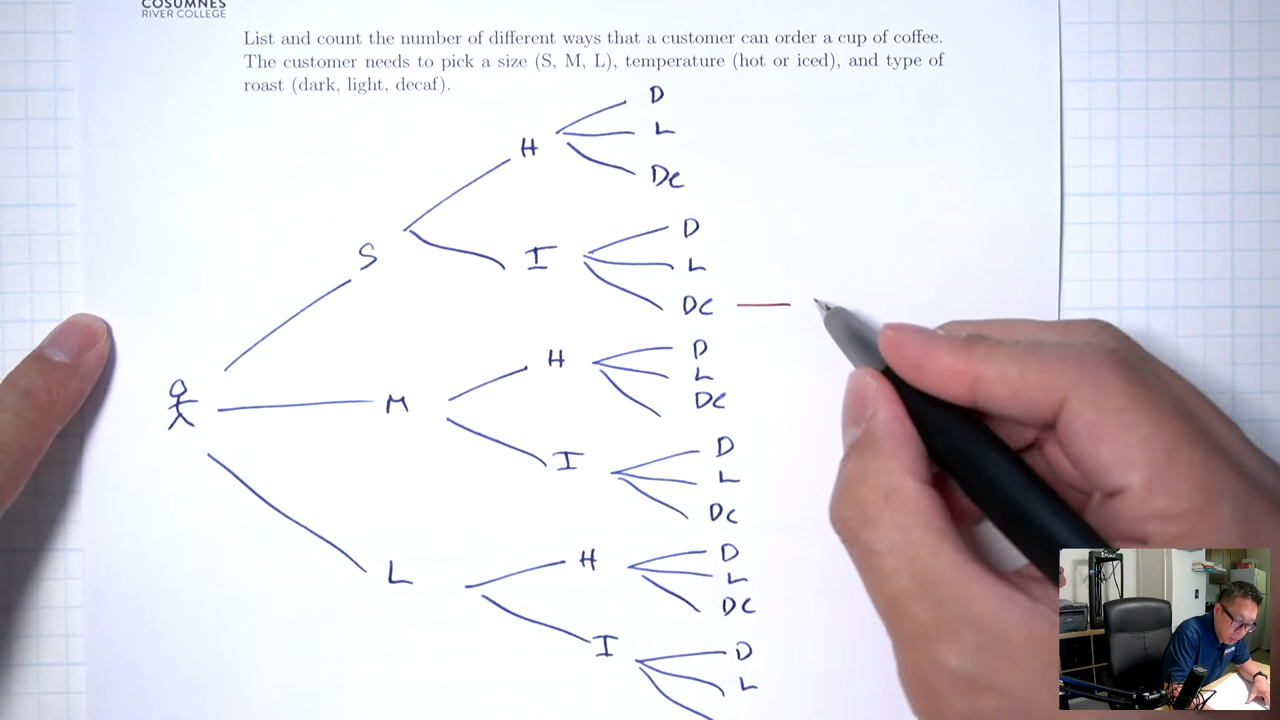 COSUMNES
RIVER COLLEGE
List and count the number of different ways that a customer can order a cup of coffee.
The customer needs to pick a size (S, M, L), temperature (hot or iced), and type of
roast (dark, light, decaf).
D
L
H
DC
D
S
I
L
DC
D
H
L
DC
M
D
I
L
DC
D
H
L
L
DC
I
D
L